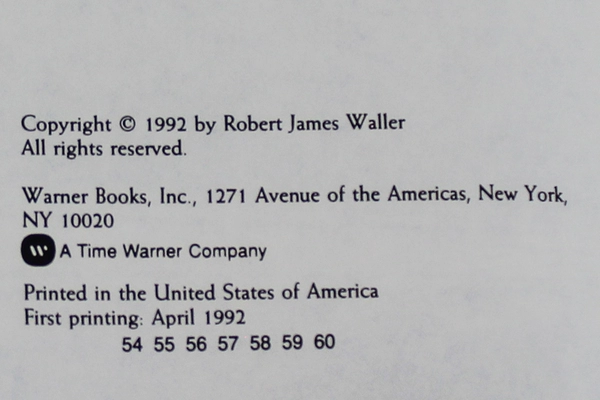 Copyright © 1992 by Robert James Waller
All rights reserved.
Warner Books, Inc., 1271 Avenue of the Americas, New York,
NY 10020
W A Time Warner Company
Printed in the United States of America
First printing: April 1992
54 55 56 57 58 59 60